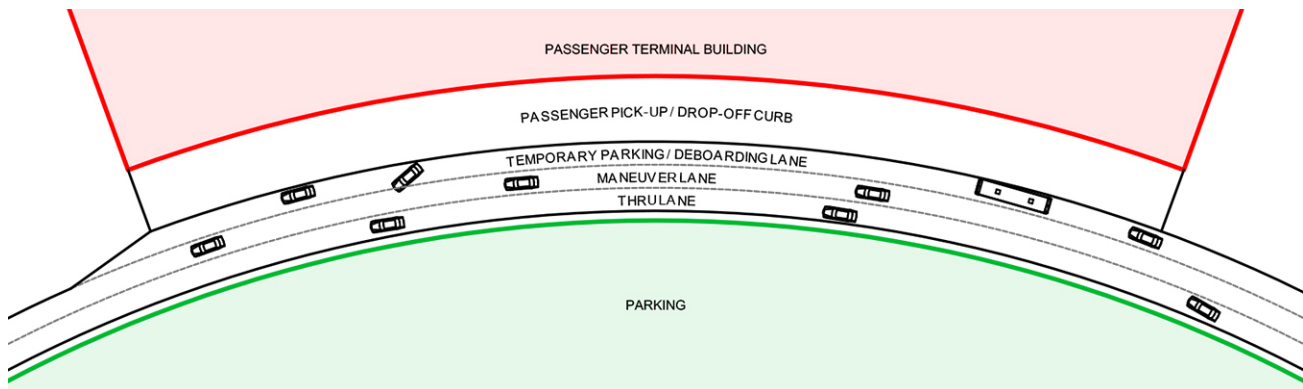 PASSENGER TERMINAL BUILDING
PASSENGER PICK-UP / DROP-OFF CURB
TEMPORARY PARKING / DEBOARDING LANE
MANEUVER LANE
THRU LANE
PARKING